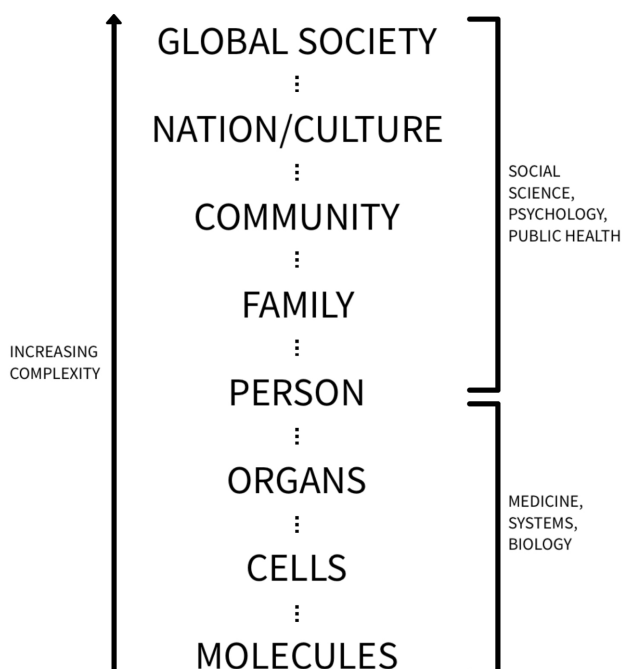 GLOBAL SOCIETY
NATION/CULTURE
SOCIAL
SCIENCE,
PSYCHOLOGY,
PUBLIC HEALTH
COMMUNITY
FAMILY
INCREASING
COMPLEXITY
PERSON
ORGANS
MEDICINE,
SYSTEMS,
BIOLOGY
CELLS
MOLECULES